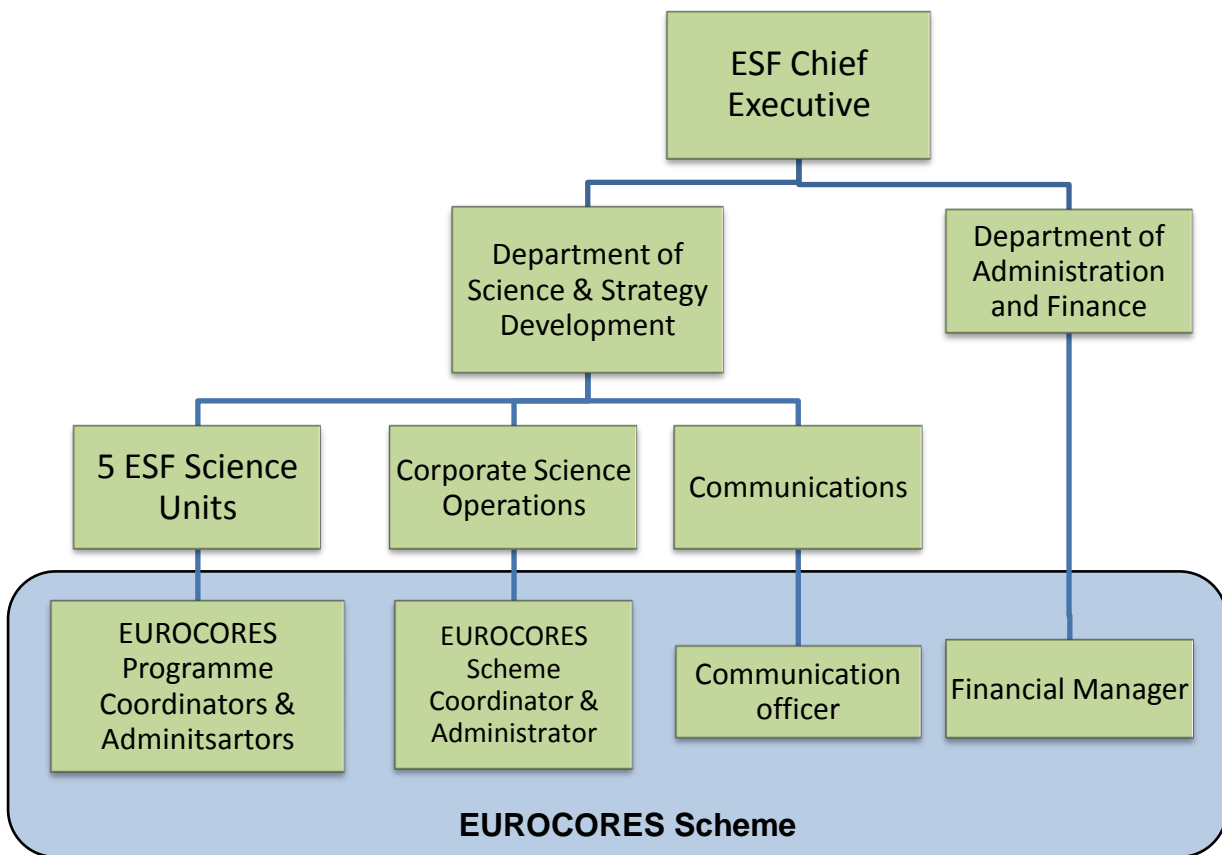 ESF Chief
Executive
Department of
Science & Strategy
Development
Department of
Administration
and Finance
5 ESF Science
Units
Corporate Science
Operations
Communications
EUROCORES
Programme
Coordinators &
Adminitsartors
EUROCORES
Scheme
Coordinator &
Administrator
Communication
officer
Financial Manager
EUROCORES Scheme